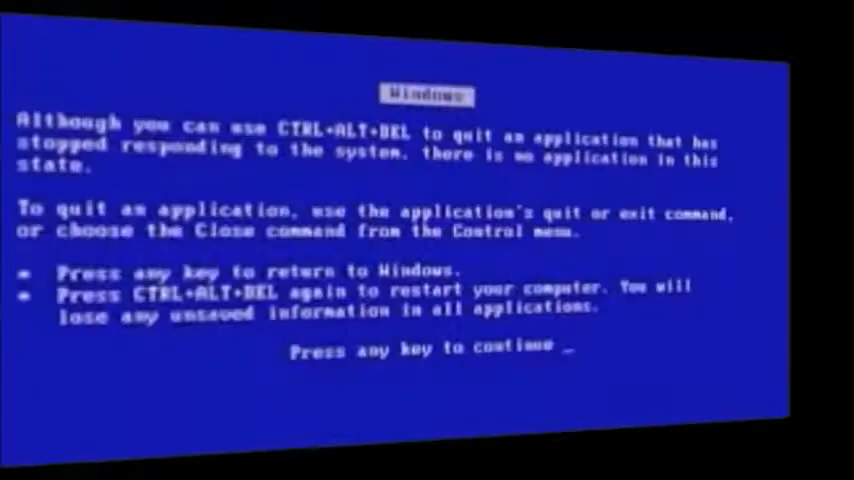 Windows
Although you can use CTRL+ALT+DEL to quit an application that has
stopped responding to the system, there is no application in this
state.
To quit an application, use the application's quit or exit command,
or choose the Close command from the Control menu.
* Press any key to return to Windows.
* Press CTRL+ALT+DEL again to restart your computer. You will
lose any unsaved information in all applications.
Press any key to continue _